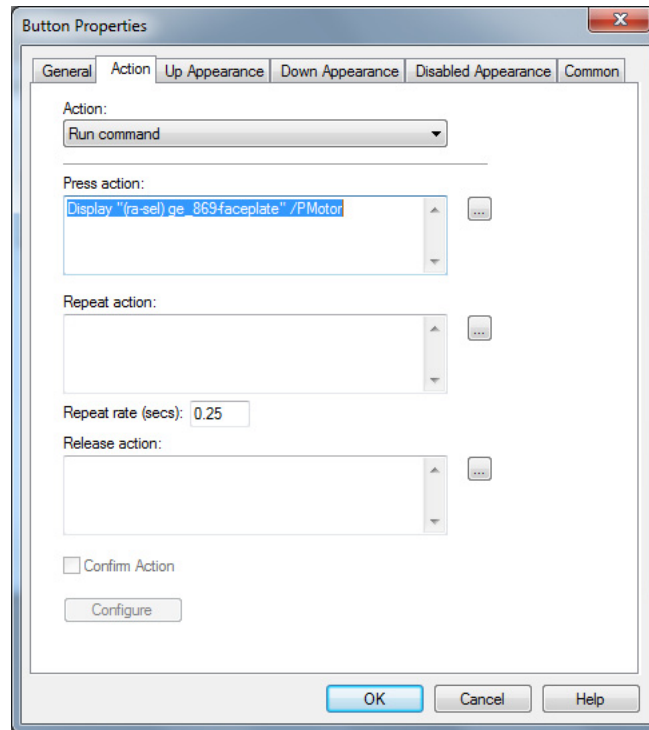 Button Properties
General Action Up Appearance Down Appearance Disabled Appearance Common
Action:
Run command
Press action:
Display "(ra-sel) ge_869-faceplate" /PMotor
...
Repeat action:
...
Repeat rate (secs): 0.25
Release action:
...
Confirm Action
Configure
OK Cancel Help